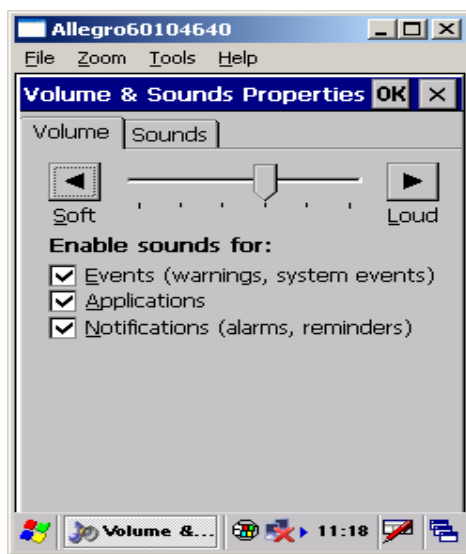 Allegro60104640
File Zoom Tools Help
Volume & Sounds Properties OK
Volume Sounds
Soft Loud
Enable sounds for:
Events (warnings, system events)
Applications
Notifications (alarms, reminders)
Volume &... 11:18